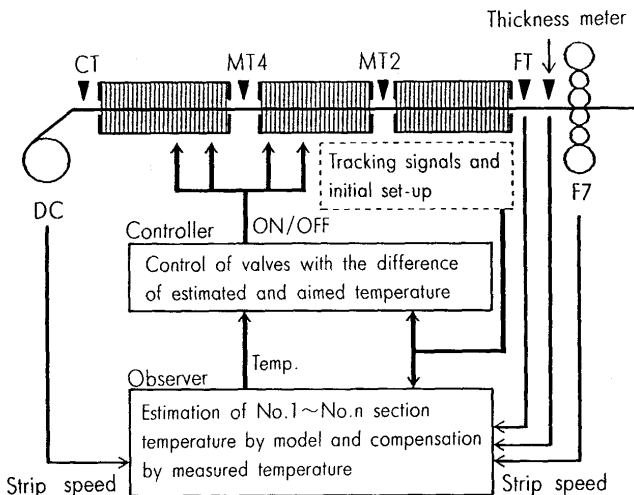 Thickness meter
CT
MT4
MT2
FT
Tracking signals and
initial set-up
DC
F7
ON/OFF
Controller
Control of valves with the difference
of estimated and aimed temperature
Temp.
Observer
Estimation of No.1~No.n section
temperature by model and compensation
by measured temperature
Strip speed
Strip speed